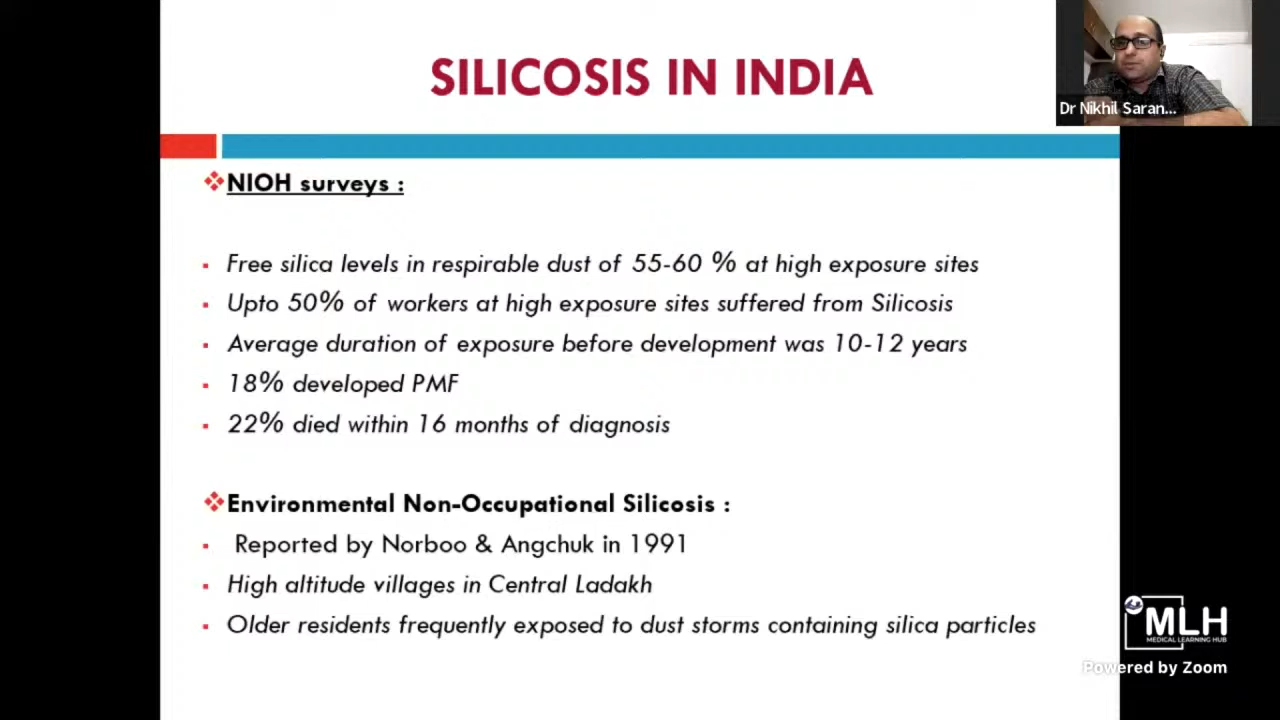 SILICOSIS IN INDIA
Dr Nikhil Saran...
NIOH surveys :
Free silica levels in respirable dust of 55-60 % at high exposure sites
Upto 50% of workers at high exposure sites suffered from Silicosis
Average duration of exposure before development was 10-12 years
18% developed PMF
22% died within 16 months of diagnosis
Environmental Non-Occupational Silicosis :
Reported by Norboo & Angchuk in 1991
High altitude villages in Central Ladakh
Older residents frequently exposed to dust storms containing silica particles
MLH
MEDICAL LEARNING HUB
Powered by Zoom